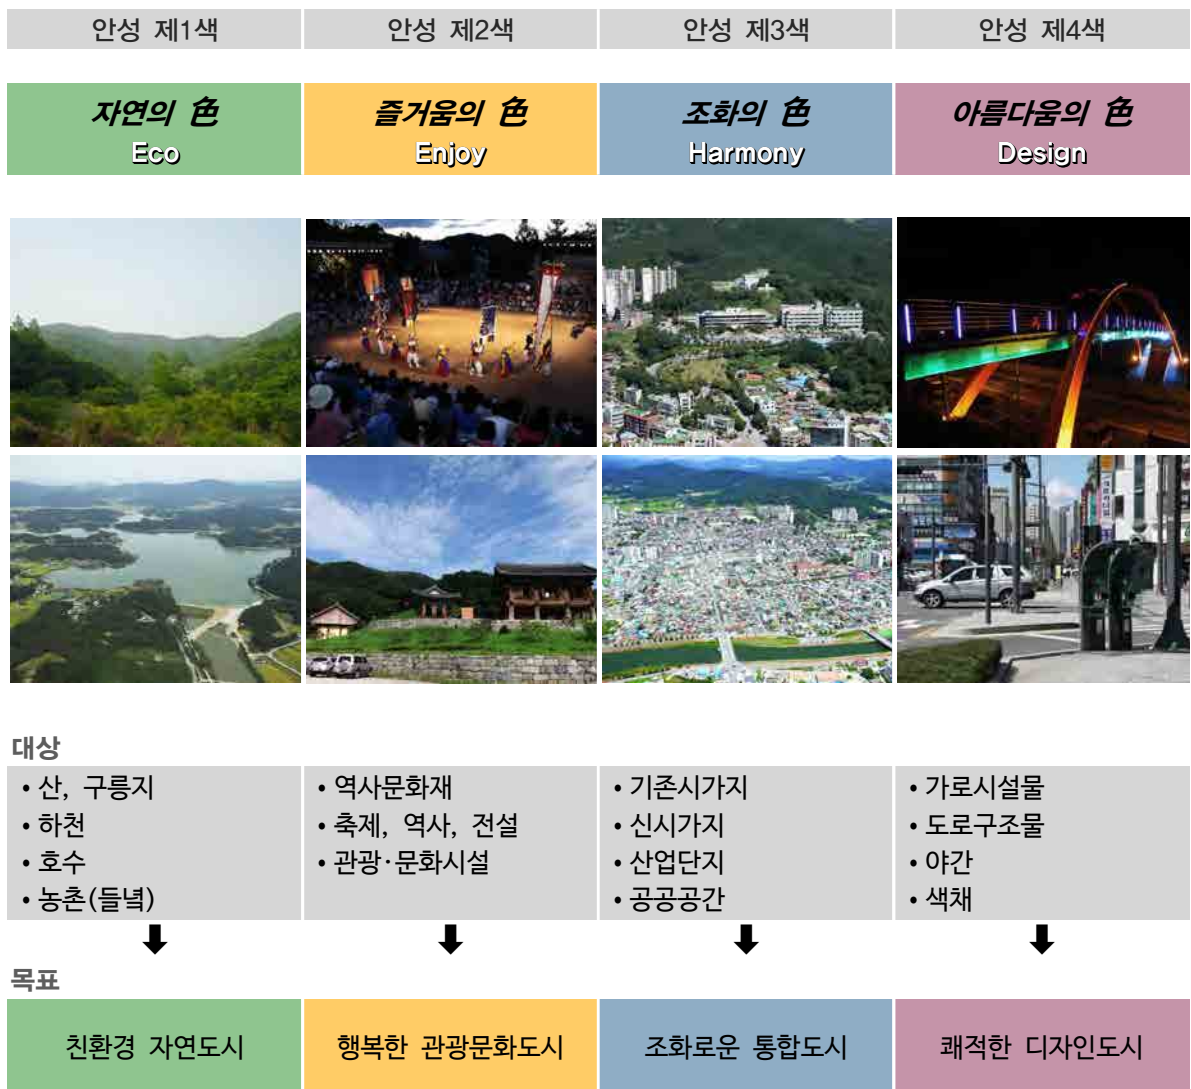 안성 제1색
안성 제2색
안성 제3색
안성 제4색
자연의 色
Eco
즐거움의 色
Enjoy
조화의 色
Harmony
아름다움의 色
Design
대상
• 산, 구릉지
• 하천
• 호수
• 농촌(들녘)
• 역사문화재
• 축제, 역사, 전설
• 관광·문화시설
• 기존시가지
• 신시가지
• 산업단지
• 공공공간
• 가로시설물
• 도로구조물
• 야간
• 색채
목표
친환경 자연도시
행복한 관광문화도시
조화로운 통합도시
쾌적한 디자인도시